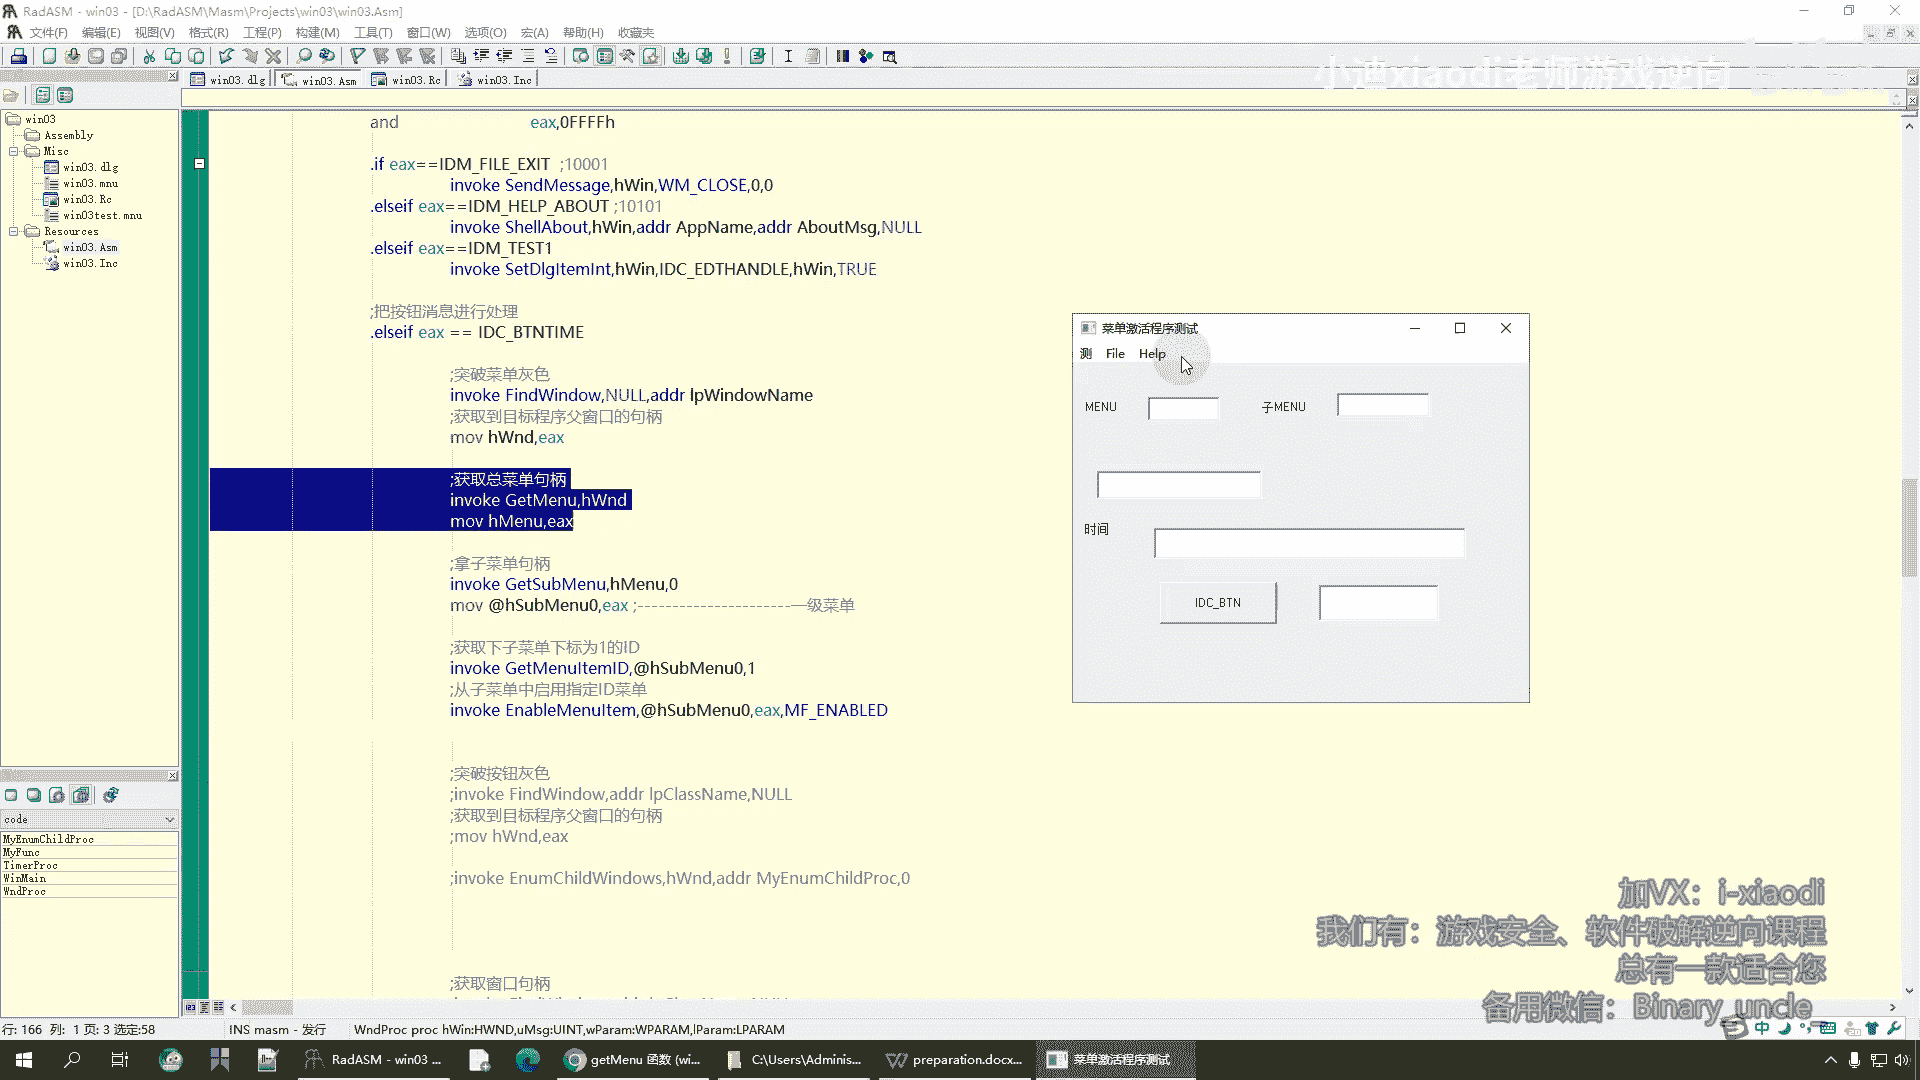 RadASM - win03 - [D:\RadASM\Masm\Projects\win03\win03.Asm]
文件(F) 编辑(E) 视图(V) 格式(R) 工程(P) 构建(M) 工具(T) 窗口(W) 选项(O) 宏(A) 帮助(H) 收藏夹
win03.dlg win03.Asm win03.Rc win03.Inc
小迪xiaodi老师游戏逆向
win03
Assembly
Misc
win03.dlg
win03.mnu
win03.Rc
win03test.mnu
Resources
win03.Asm
win03.Inc
code
MyEnumChildProc
MyFunc
TimerProc
WinMain
WndProc
and eax,0FFFFh
.if eax==IDM_FILE_EXIT ;10001
invoke SendMessage,hWin,WM_CLOSE,0,0
.elseif eax==IDM_HELP_ABOUT ;10101
invoke ShellAbout,hWin,addr AppName,addr AboutMsg,NULL
.elseif eax==IDM_TEST1
invoke SetDlgItemInt,hWin,IDC_EDTHANDLE,hWin,TRUE
;把按钮消息进行处理
.elseif eax == IDC_BTNTIME
;突破菜单灰色
invoke FindWindow,NULL,addr lpWindowName
;获取到目标程序父窗口的句柄
mov hWnd,eax
;获取总菜单句柄
invoke GetMenu,hWnd
mov hMenu,eax
;拿子菜单句柄
invoke GetSubMenu,hMenu,0
mov @hSubMenu0,eax ;----------------------一级菜单
;获取下子菜单下标为1的ID
invoke GetMenuItemID,@hSubMenu0,1
;从子菜单中启用指定ID菜单
invoke EnableMenuItem,@hSubMenu0,eax,MF_ENABLED
;突破按钮灰色
;invoke FindWindow,addr lpClassName,NULL
;获取到目标程序父窗口的句柄
;mov hWnd,eax
;invoke EnumChildWindows,hWnd,addr MyEnumChildProc,0
;获取窗口句柄
菜单激活程序测试
测 File Help
MENU 子MENU
时间
IDC_BTN
加VX：i-xiaodi
我们有：游戏安全、软件破解逆向课程
总有一款适合您
备用微信：Binary_uncle
行: 166 列: 1 页: 3 选定:58 INS masm - 发行 WndProc proc hWin:HWND,uMsg:UINT,wParam:WPARAM,lParam:LPARAM
中
RadASM - win03 ... getMenu 函数 (wi... C:\Users\Adminis... preparation.docx... 菜单激活程序测试